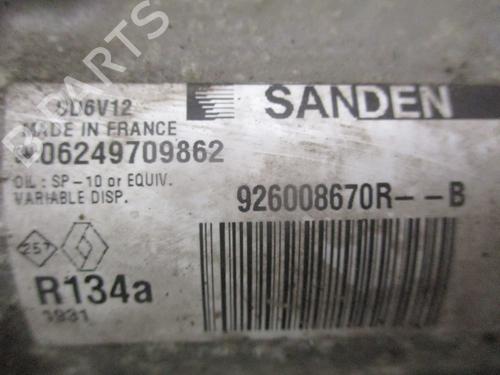 SD6V12
SANDEN
MADE IN FRANCE
06249709862
OIL : SP-10 or EQUIV.
VARIABLE DISP.
926008670R--B
257
R134a
1931
B-PARTS